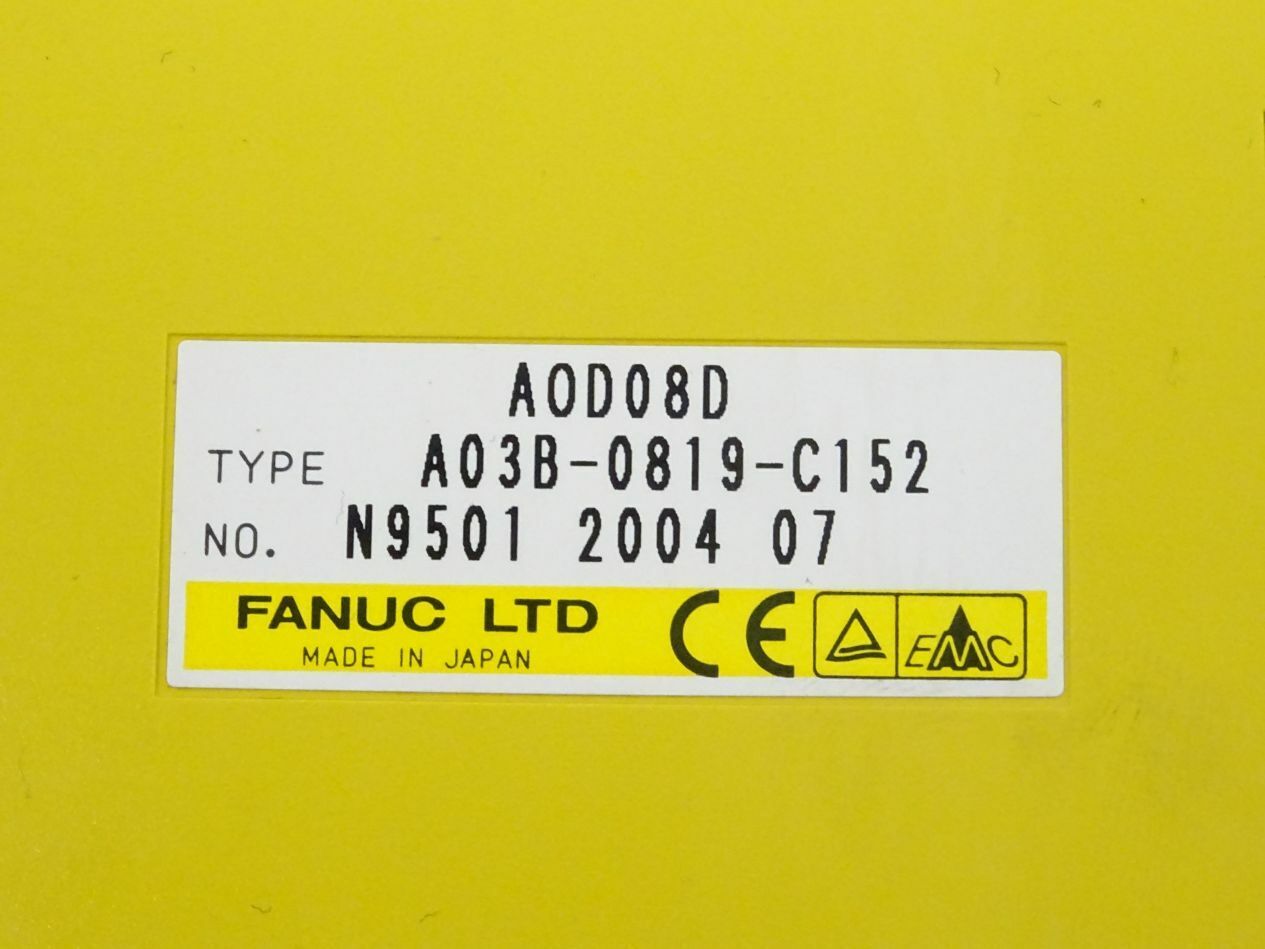 AOD08D
TYPE A03B-0819-C152
NO. N9501 2004 07
FANUC LTD CE EMC
MADE IN JAPAN